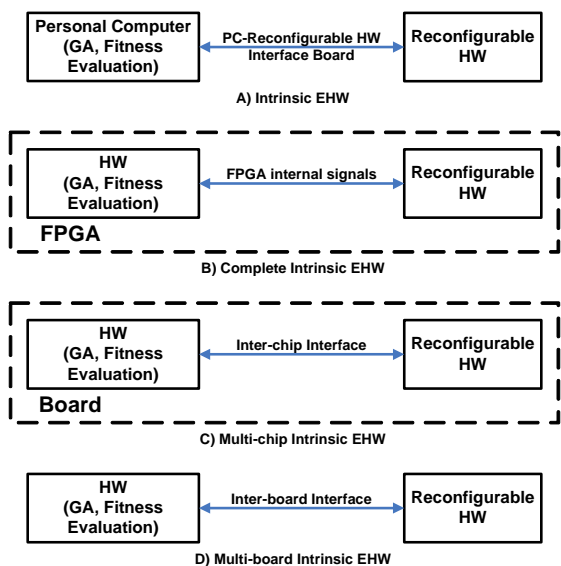 Personal Computer
(GA, Fitness
Evaluation)
PC-Reconfigurable HW
Interface Board
Reconfigurable
HW
A) Intrinsic EHW
HW
(GA, Fitness
Evaluation)
FPGA internal signals
Reconfigurable
HW
FPGA
B) Complete Intrinsic EHW
HW
(GA, Fitness
Evaluation)
Inter-chip Interface
Reconfigurable
HW
Board
C) Multi-chip Intrinsic EHW
HW
(GA, Fitness
Evaluation)
Inter-board Interface
Reconfigurable
HW
D) Multi-board Intrinsic EHW